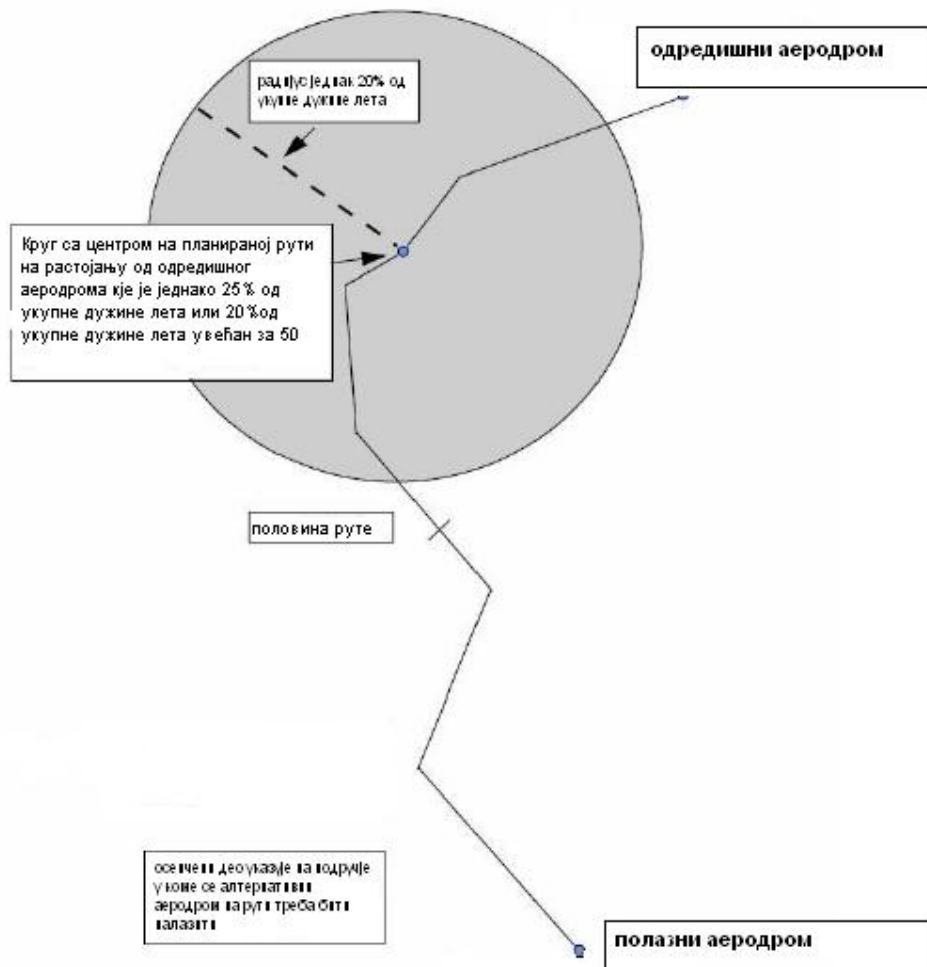 одредишни аеродром
радијус једнак 20% од
укупне дужине лета
Круг са центром на планираној рути
на растојању од одредишног
аеродрома кје је једнако 25% од
укупне дужине лета или 20%од
укупне дужине лета увећан за 50
половина руте
осенчени део указује на подручје
у коме се алтернативни
аеродром на рути треба бити
налазити
полазни аеродром